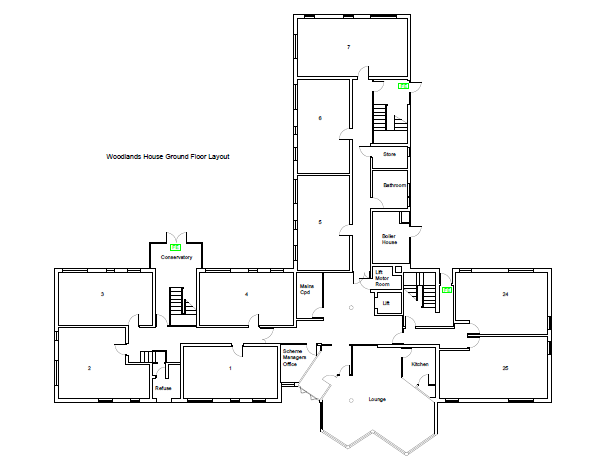 7
6
Woodlands House Ground Floor Layout
Store
Bathroom
5
Boiler
House
Conservatory
Lift
Motor
Room
Mains
Cpd
3
4
24
Lift
Scheme
Managers
Office
Kitchen
2
1
25
Refuse
Lounge